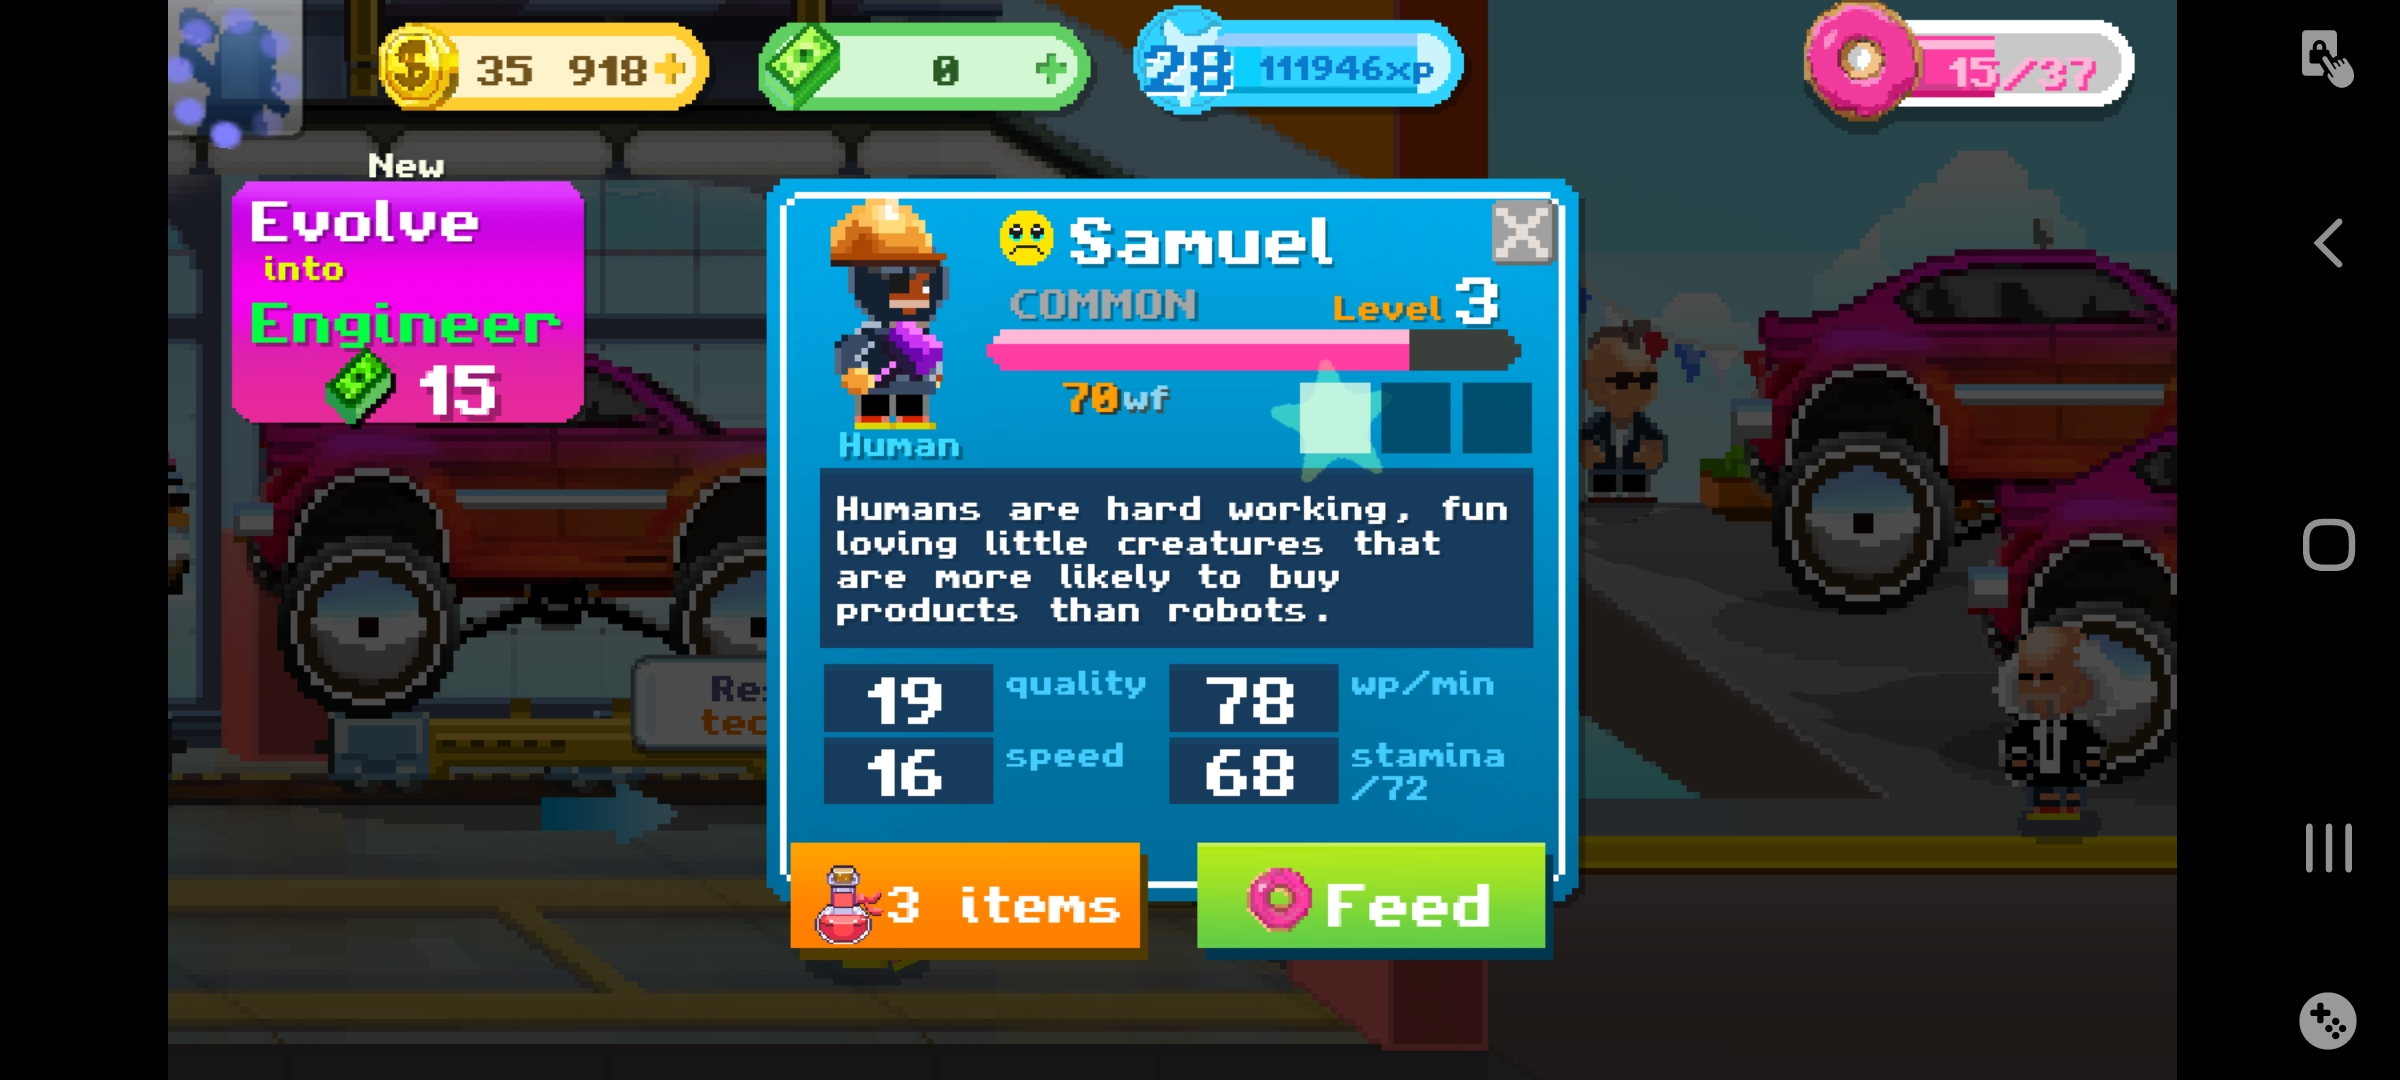 35 918 +
0 +
28 111946xp
15/37
New
Evolve
into
Engineer
15
Samuel
COMMON Level 3
70wf
Human
Humans are hard working, fun
loving little creatures that
are more likely to buy
products than robots.
19 quality 78 wp/min
16 speed 68 stamina
/72
3 items
Feed